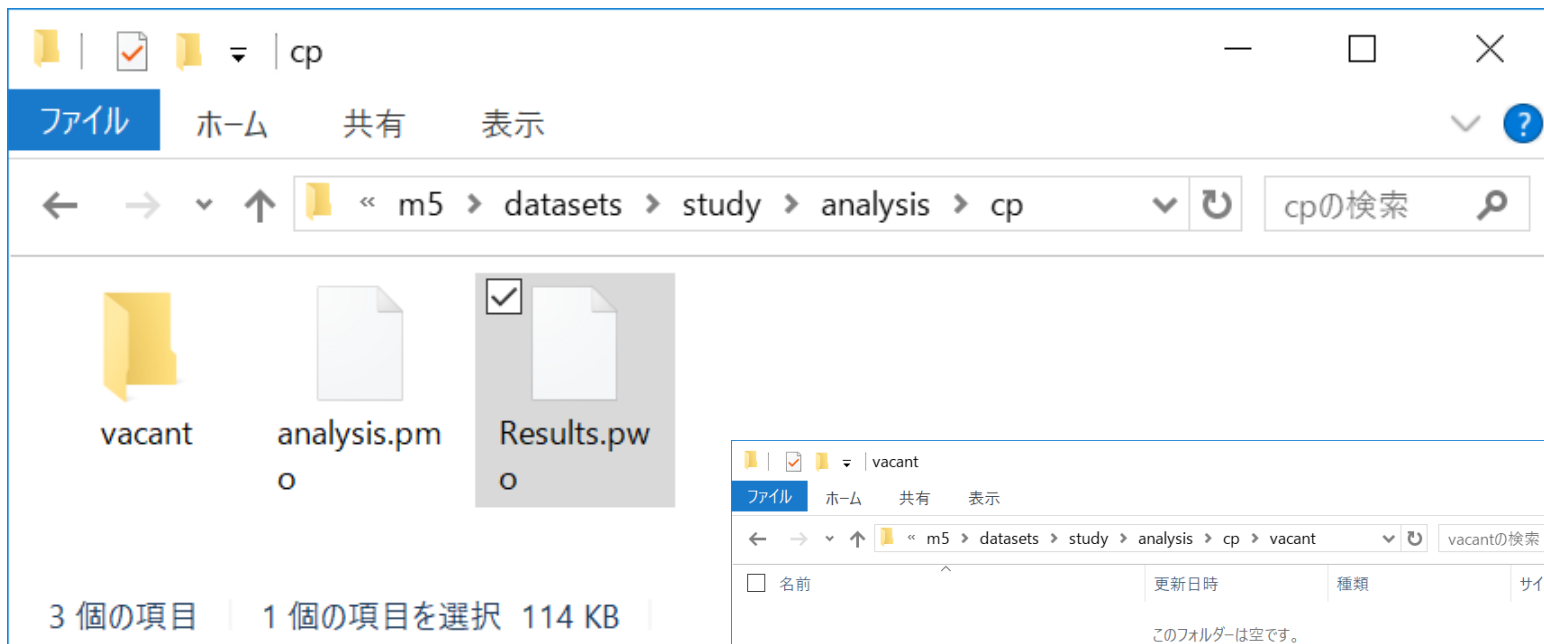 cp
ファイル ホーム 共有 表示
« m5 > datasets > study > analysis > cp cpの検索
vacant
analysis.pm
o
Results.pw
o
3 個の項目 1 個の項目を選択 114 KB
vacant
ファイル ホーム 共有 表示
« m5 > datasets > study > analysis > cp > vacant vacantの検索
名前 更新日時 種類 サイ
このフォルダーは空です。